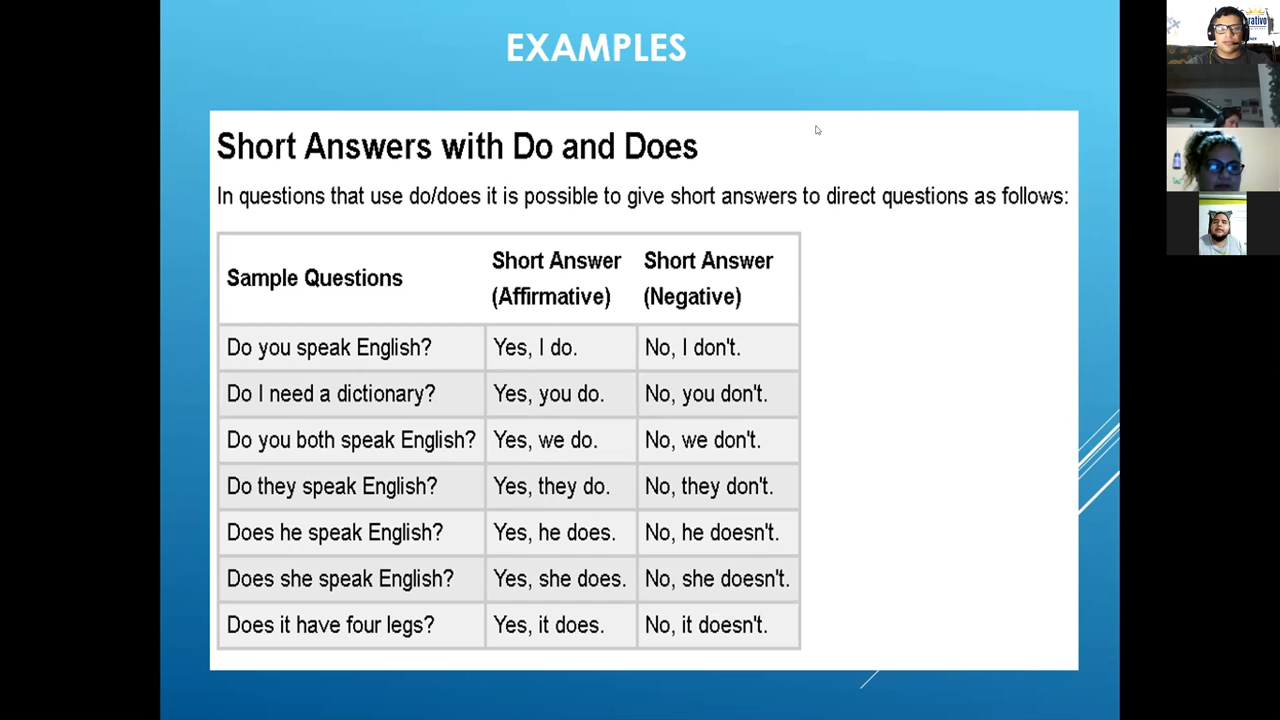 EXAMPLES
Short Answers with Do and Does
In questions that use do/does it is possible to give short answers to direct questions as follows:
Sample Questions Short Answer (Affirmative) Short Answer (Negative)
Do you speak English? Yes, I do. No, I don't.
Do I need a dictionary? Yes, you do. No, you don't.
Do you both speak English? Yes, we do. No, we don't.
Do they speak English? Yes, they do. No, they don't.
Does he speak English? Yes, he does. No, he doesn't.
Does she speak English? Yes, she does. No, she doesn't.
Does it have four legs? Yes, it does. No, it doesn't.